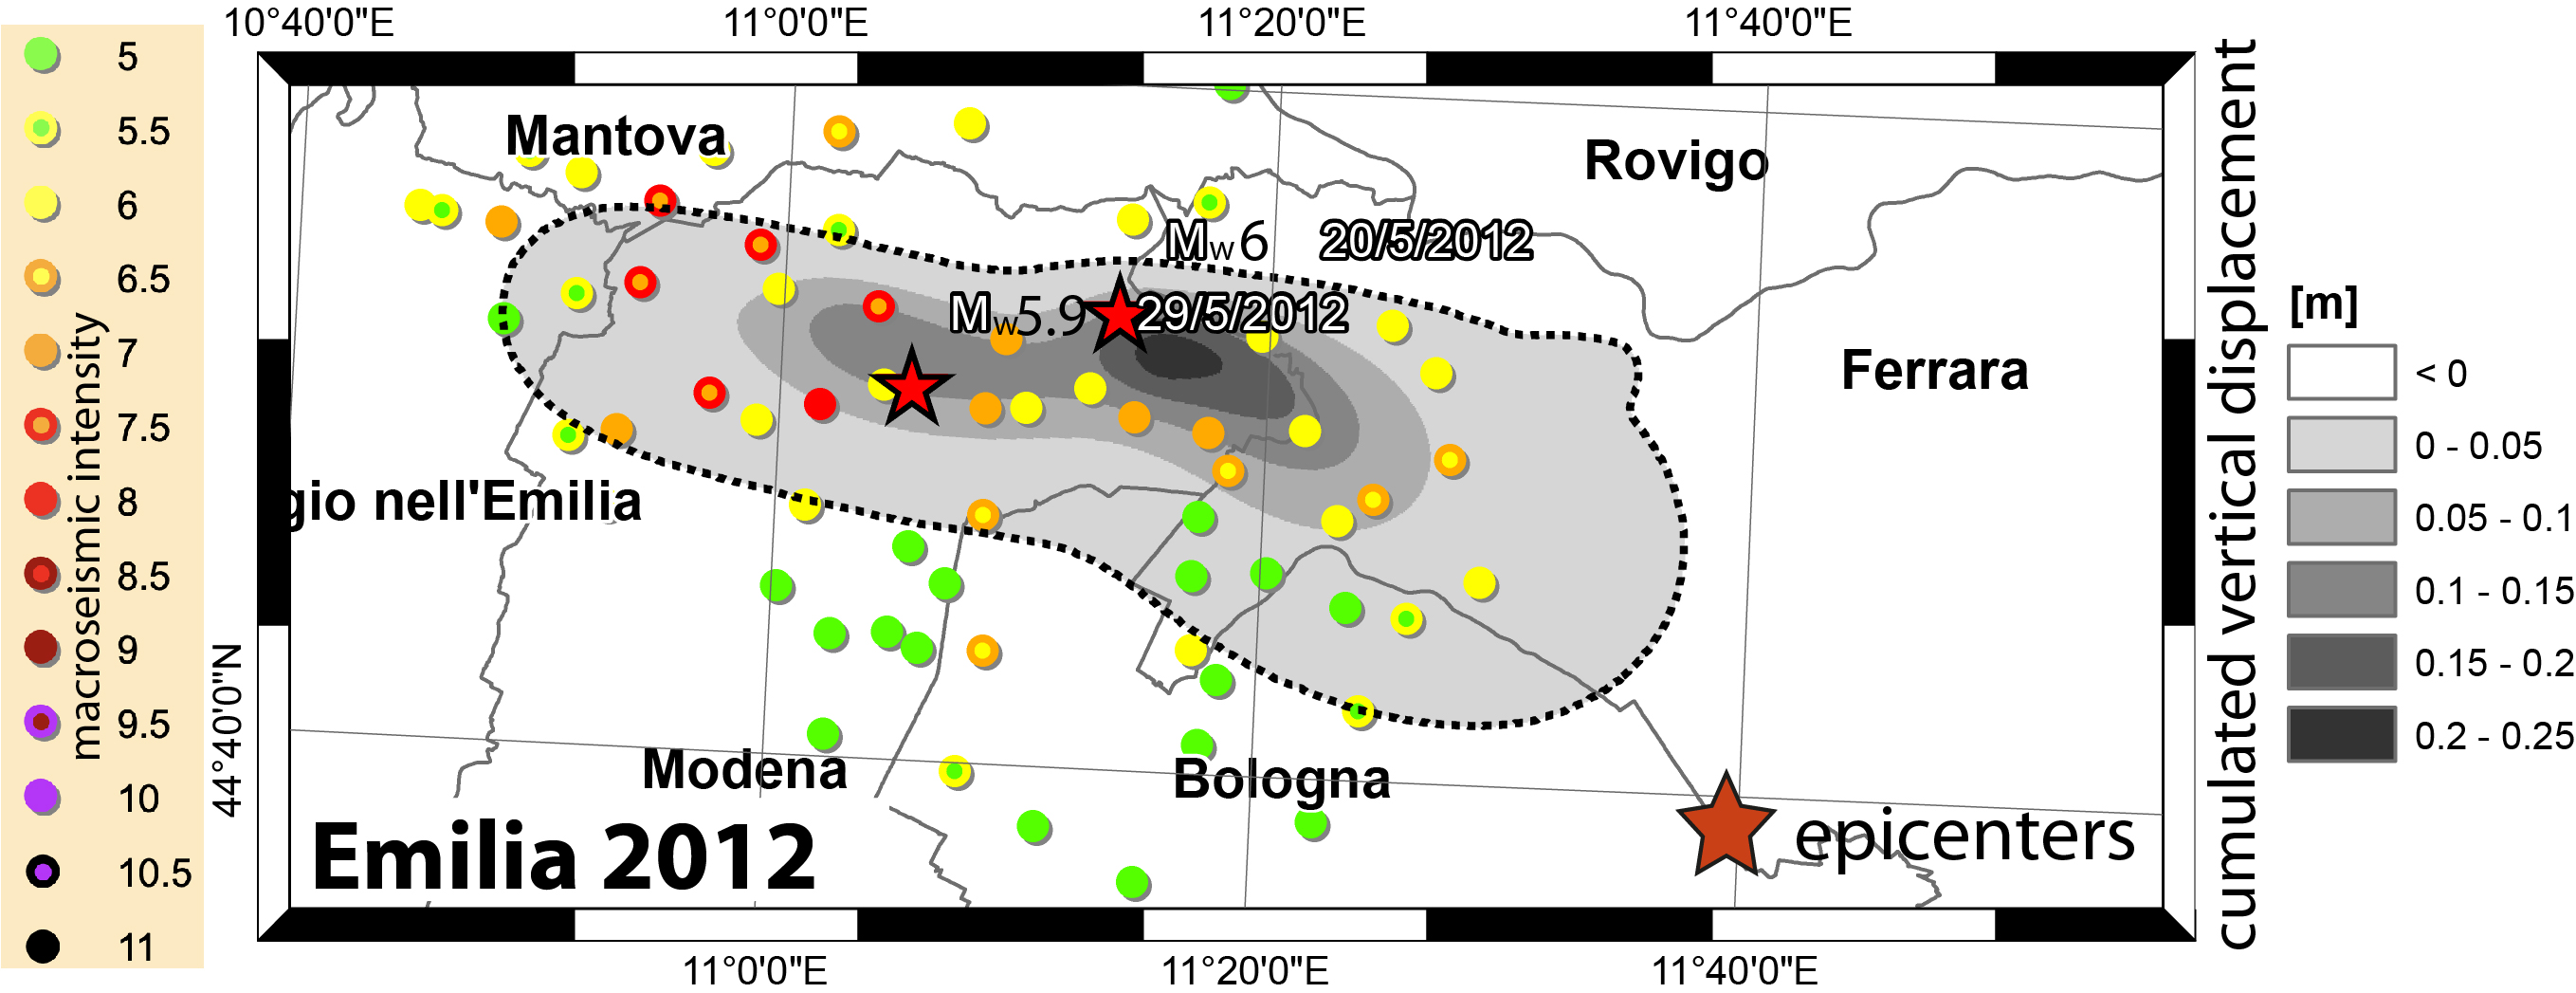 10°40'0"E 11°0'0"E 11°20'0"E 11°40'0"E
5
5.5
6
6.5
7
7.5
8
8.5
9
9.5
10
10.5
11
macroseismic intensity
Mantova
Rovigo
Mw 6 20/5/2012
Mw 5.9 29/5/2012
Ferrara
gio nell'Emilia
Modena
Bologna
44°40'0"N
Emilia 2012
epicenters
11°0'0"E 11°20'0"E 11°40'0"E
cumulated vertical displacement
[m]
< 0
0 - 0.05
0.05 - 0.1
0.1 - 0.15
0.15 - 0.2
0.2 - 0.25